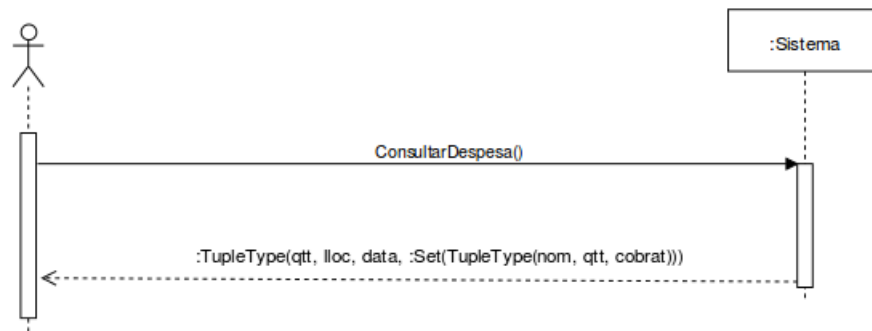 :Sistema
ConsultarDespesa()
:TupleType(qtt, lloc, data, :Set(TupleType(nom, qtt, cobrat)))